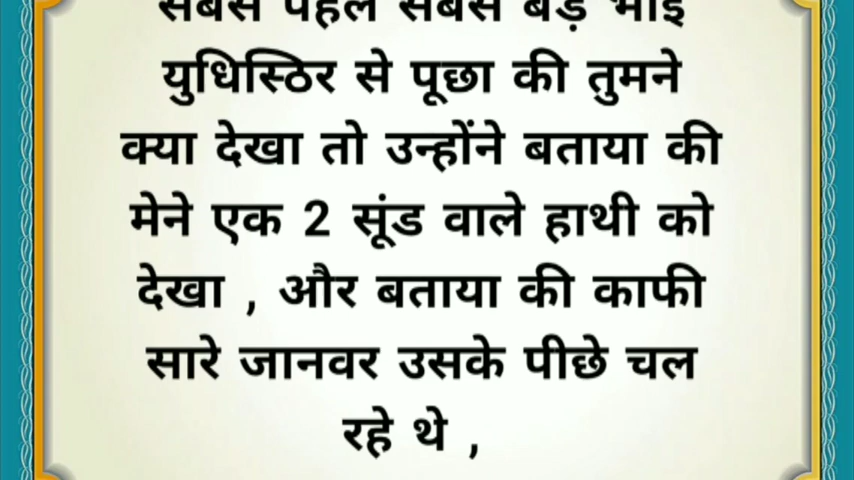 सबसे पहले सबसे बड़े भाई
युधिस्ठिर से पूछा की तुमने
क्या देखा तो उन्होंने बताया की
मेने एक 2 सूंड वाले हाथी को
देखा , और बताया की काफी
सारे जानवर उसके पीछे चल
रहे थे ,